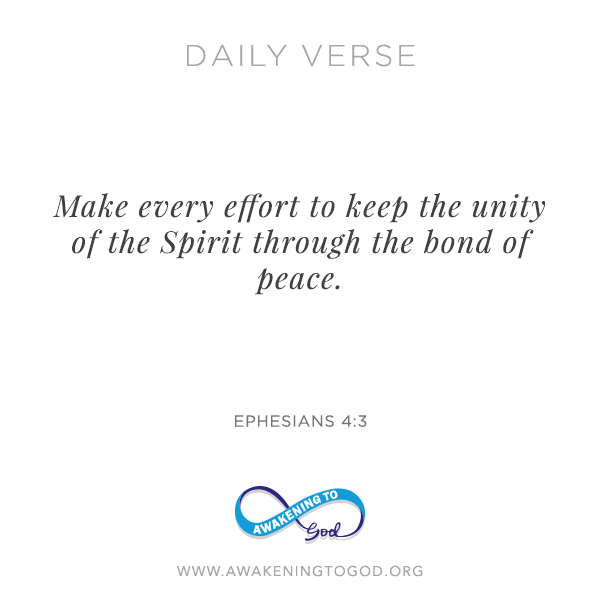 DAILY VERSE
Make every effort to keep the unity
of the Spirit through the bond of
peace.
EPHESIANS 4:3
AWAKENING TO
God
WWW.AWAKENINGTOGOD.ORG